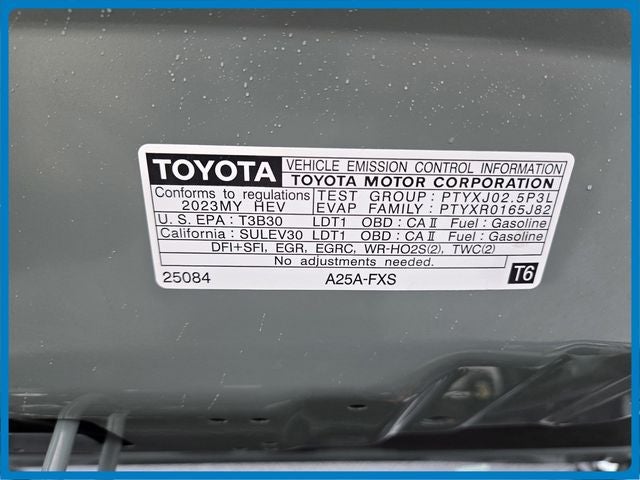 TOYOTA VEHICLE EMISSION CONTROL INFORMATION
TOYOTA MOTOR CORPORATION
Conforms to regulations TEST GROUP : PTYXJ02.5P3L
2023MY HEV EVAP FAMILY : PTYXR0165J82
U. S. EPA : T3B30 LDT1 OBD : CA II Fuel : Gasoline
California : SULEV30 LDT1 OBD : CA II Fuel : Gasoline
DFI+SFI, EGR, EGRC, WR-HO2S(2), TWC(2)
No adjustments needed.
25084 A25A-FXS T6